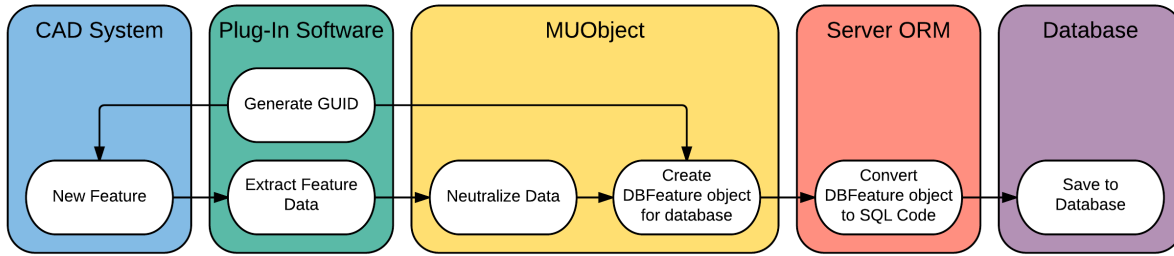 CAD System
Plug-In Software
MUObject
Server ORM
Database
Generate GUID
New Feature
Extract Feature
Data
Neutralize Data
Create
DBFeature object
for database
Convert
DBFeature object
to SQL Code
Save to
Database